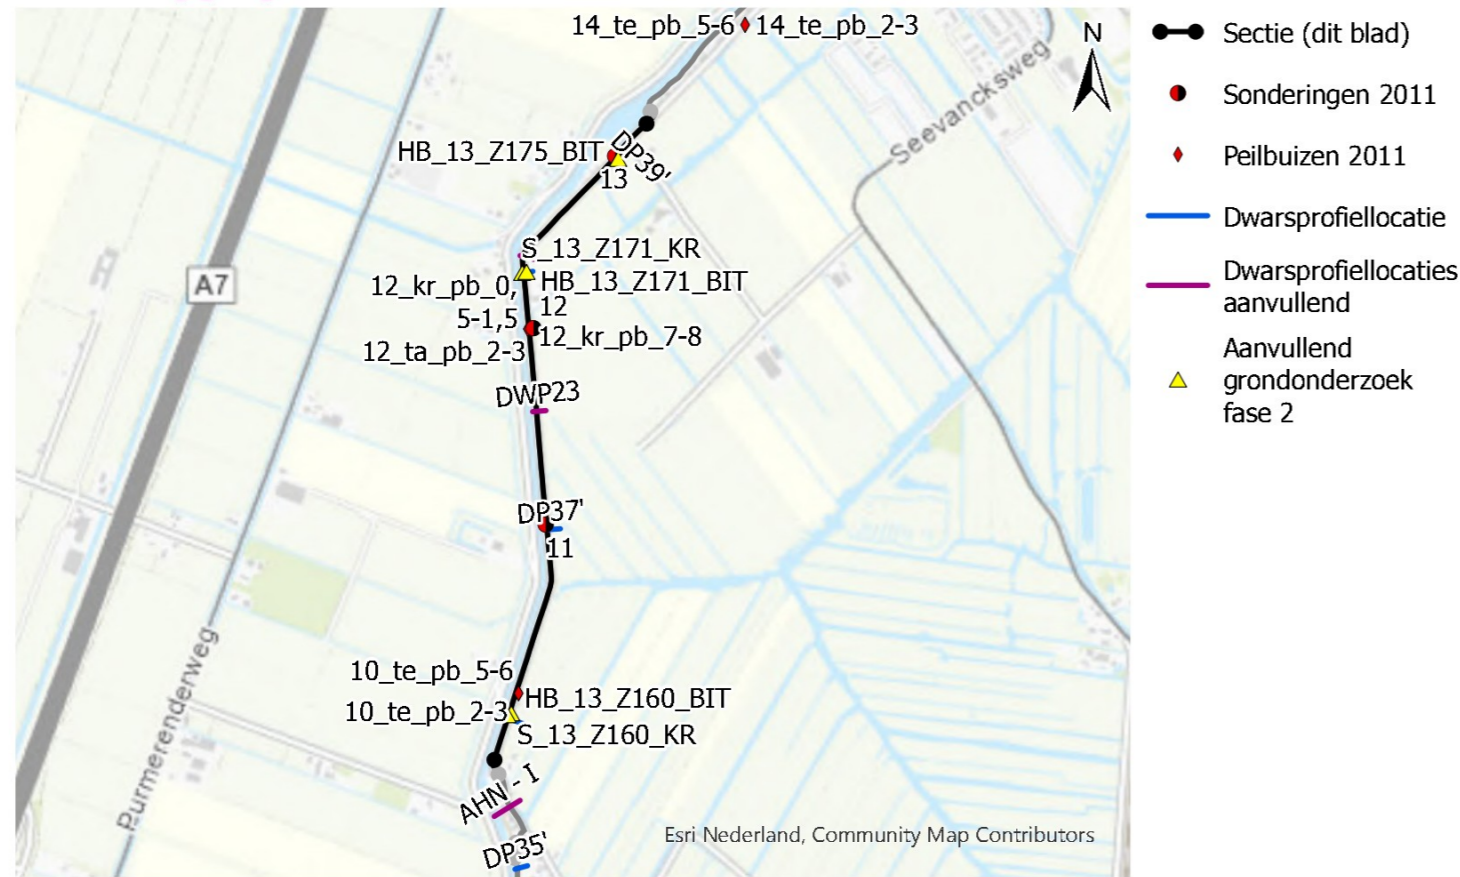 14_te_pb_5-6
14_te_pb_2-3
N
Seevancksweg
HB_13_Z175_BIT
DP39'
13
S_13_Z171_KR
A7
12_kr_pb_0,
5-1,5
HB_13_Z171_BIT
12
12_kr_pb_7-8
12_ta_pb_2-3
DWP23
DP37'
11
Purmerenderweg
10_te_pb_5-6
HB_13_Z160_BIT
10_te_pb_2-3
S_13_Z160_KR
AHN - I
DP35'
Esri Nederland, Community Map Contributors
Sectie (dit blad)
Sonderingen 2011
Peilbuizen 2011
Dwarsprofiellocatie
Dwarsprofiellocaties
aanvullend
Aanvullend
grondonderzoek
fase 2